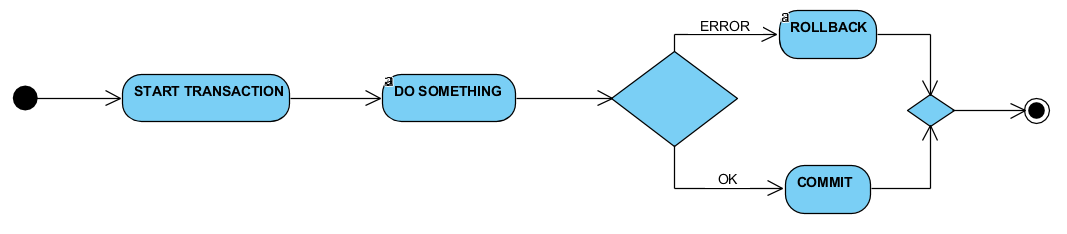 START TRANSACTION
a
DO SOMETHING
ERROR
a
ROLLBACK
OK
COMMIT